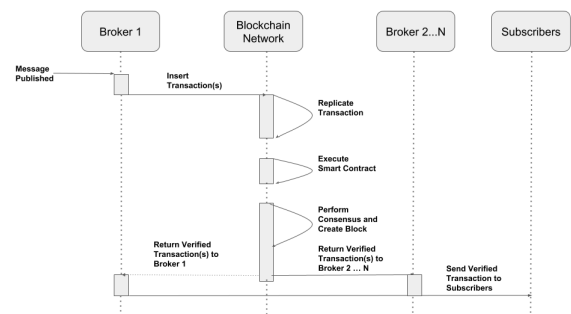 Broker 1
Blockchain
Network
Broker 2...N
Subscribers
Message
Published
Insert
Transaction(s)
Replicate
Transaction
Execute
Smart Contract
Perform
Consensus and
Create Block
Return Verified
Transaction(s) to
Broker 1
Return Verified
Transaction(s) to
Broker 2 ... N
Send Verified
Transaction to
Subscribers